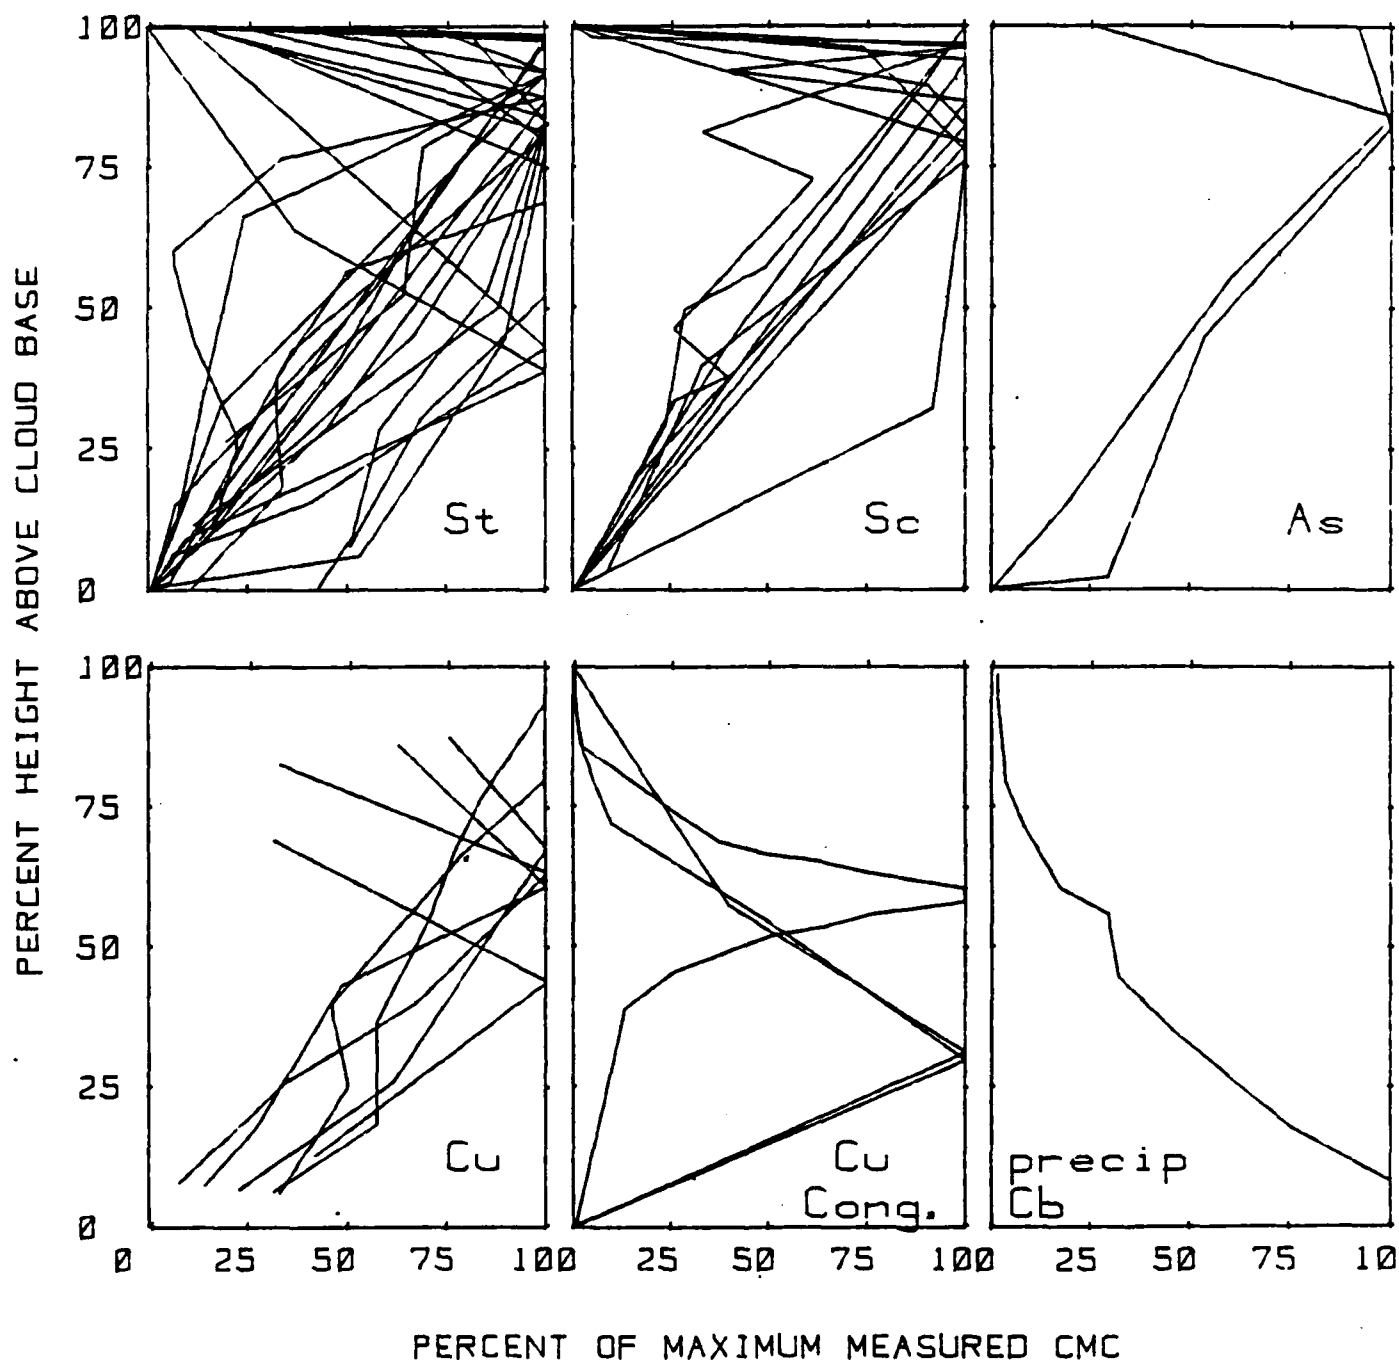 PERCENT HEIGHT ABOVE CLOUD BASE
100
75
50
25
0
St
Sc
As
100
75
50
25
0
Cu
Cu
Cong.
precip
Cb
0 25 50 75 100 25 50 75 100 25 50 75 10
PERCENT OF MAXIMUM MEASURED CMC